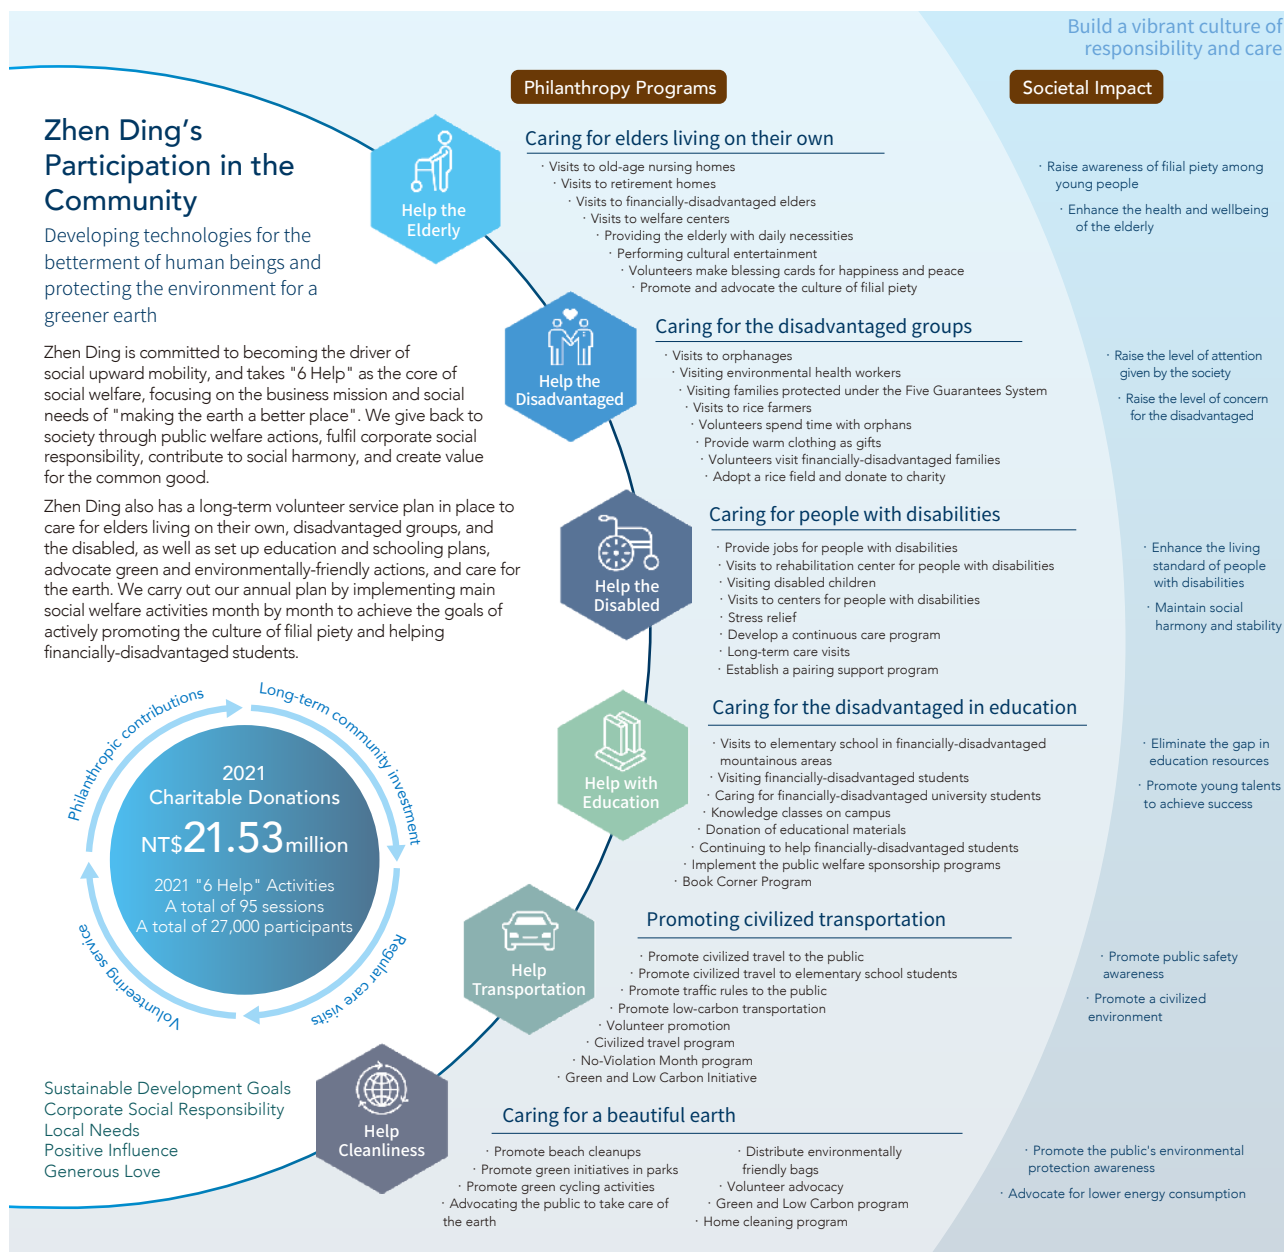 Build a vibrant culture of
responsibility and care
Philanthropy Programs
Societal Impact
Zhen Ding's
Participation in the
Community
Developing technologies for the
betterment of human beings and
protecting the environment for a
greener earth
Zhen Ding is committed to becoming the driver of
social upward mobility, and takes "6 Help" as the core of
social welfare, focusing on the business mission and social
needs of "making the earth a better place". We give back to
society through public welfare actions, fulfil corporate social
responsibility, contribute to social harmony, and create value
for the common good.
Zhen Ding also has a long-term volunteer service plan in place to
care for elders living on their own, disadvantaged groups, and
the disabled, as well as set up education and schooling plans,
advocate green and environmentally-friendly actions, and care for
the earth. We carry out our annual plan by implementing main
social welfare activities month by month to achieve the goals of
actively promoting the culture of filial piety and helping
financially-disadvantaged students.
Philanthropic contributions
Long-term community investment
Regular care visits
Volunteering service
2021
Charitable Donations
NT$21.53 million
2021 "6 Help" Activities
A total of 95 sessions
A total of 27,000 participants
Sustainable Development Goals
Corporate Social Responsibility
Local Needs
Positive Influence
Generous Love
Help the
Elderly
Caring for elders living on their own
· Visits to old-age nursing homes
· Visits to retirement homes
· Visits to financially-disadvantaged elders
· Visits to welfare centers
· Providing the elderly with daily necessities
· Performing cultural entertainment
· Volunteers make blessing cards for happiness and peace
· Promote and advocate the culture of filial piety
· Raise awareness of filial piety among
young people
· Enhance the health and wellbeing
of the elderly
Help the
Disadvantaged
Caring for the disadvantaged groups
· Visits to orphanages
· Visiting environmental health workers
· Visiting families protected under the Five Guarantees System
· Visits to rice farmers
· Volunteers spend time with orphans
· Provide warm clothing as gifts
· Volunteers visit financially-disadvantaged families
· Adopt a rice field and donate to charity
· Raise the level of attention
given by the society
· Raise the level of concern
for the disadvantaged
Help the
Disabled
Caring for people with disabilities
· Provide jobs for people with disabilities
· Visits to rehabilitation center for people with disabilities
· Visiting disabled children
· Visits to centers for people with disabilities
· Stress relief
· Develop a continuous care program
· Long-term care visits
· Establish a pairing support program
· Enhance the living
standard of people
with disabilities
· Maintain social
harmony and stability
Help with
Education
Caring for the disadvantaged in education
· Visits to elementary school in financially-disadvantaged
mountainous areas
· Visiting financially-disadvantaged students
· Caring for financially-disadvantaged university students
· Knowledge classes on campus
· Donation of educational materials
· Continuing to help financially-disadvantaged students
· Implement the public welfare sponsorship programs
· Book Corner Program
· Eliminate the gap in
education resources
· Promote young talents
to achieve success
Help
Transportation
Promoting civilized transportation
· Promote civilized travel to the public
· Promote civilized travel to elementary school students
· Promote traffic rules to the public
· Promote low-carbon transportation
· Volunteer promotion
· Civilized travel program
· No-Violation Month program
· Green and Low Carbon Initiative
· Promote public safety
awareness
· Promote a civilized
environment
Help
Cleanliness
Caring for a beautiful earth
· Promote beach cleanups
· Promote green initiatives in parks
· Promote green cycling activities
· Advocating the public to take care of
the earth
· Distribute environmentally
friendly bags
· Volunteer advocacy
· Green and Low Carbon program
· Home cleaning program
· Promote the public's environmental
protection awareness
· Advocate for lower energy consumption